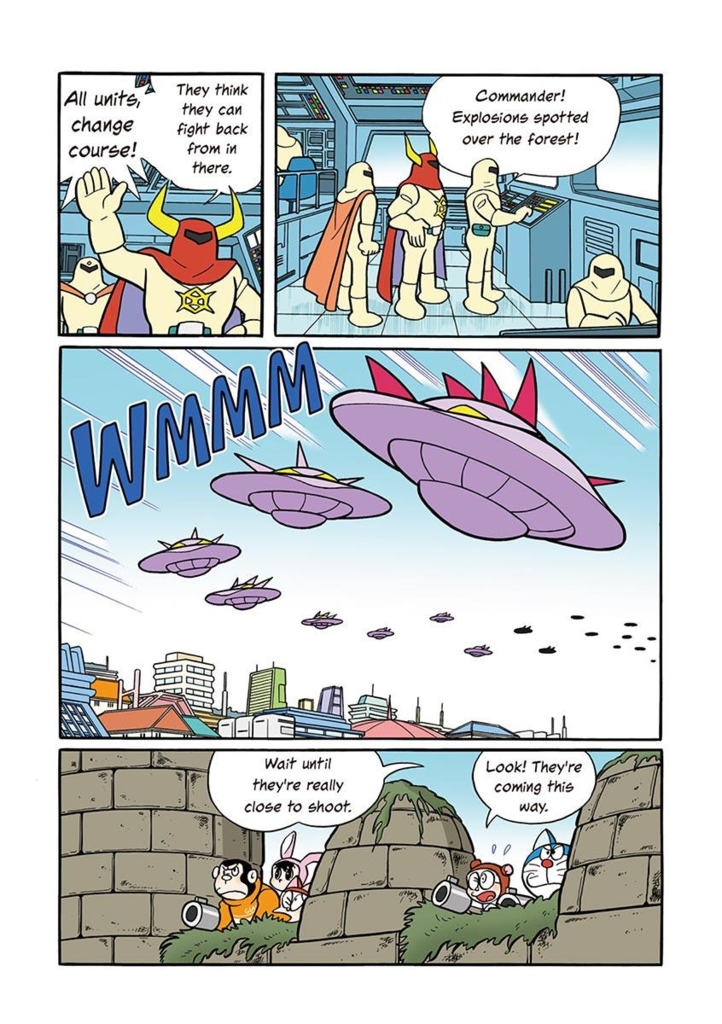 Commander!
Explosions spotted
over the forest!
They think
they can
fight back
from in
there.
All units,
change
course!
WMMM
Look! They're
coming this
way.
Wait until
they're really
close to shoot.